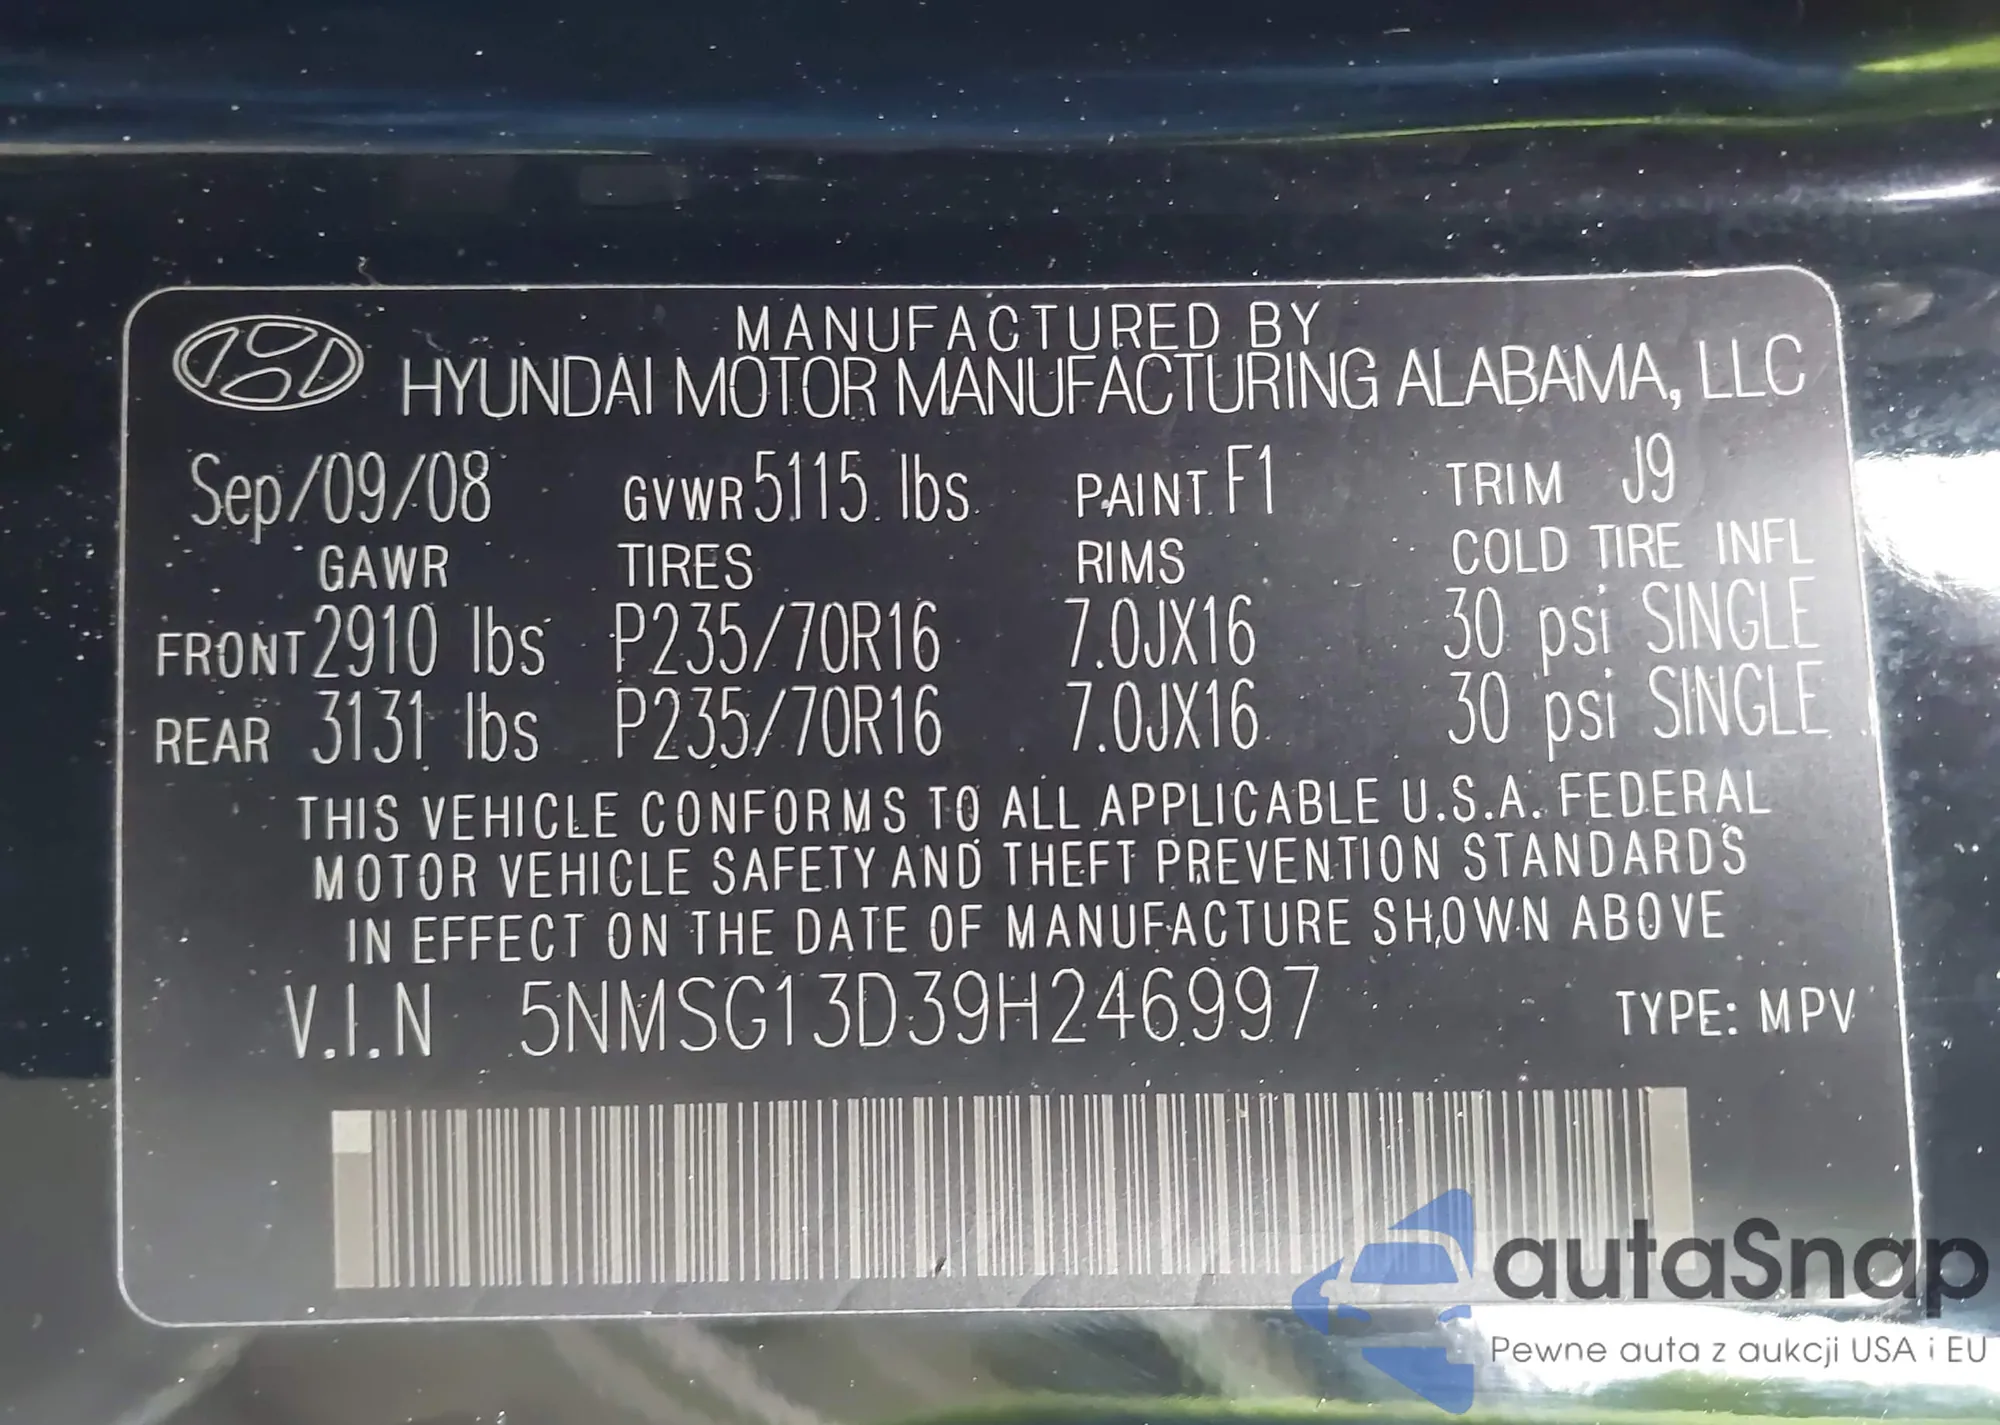 MANUFACTURED BY
HYUNDAI MOTOR MANUFACTURING ALABAMA, LLC
Sep/09/08 GVWR 5115 lbs PAINT F1 TRIM J9
GAWR TIRES RIMS COLD TIRE INFL
FRONT 2910 lbs P235/70R16 7.0JX16 30 psi SINGLE
REAR 3131 lbs P235/70R16 7.0JX16 30 psi SINGLE
THIS VEHICLE CONFORMS TO ALL APPLICABLE U.S.A. FEDERAL
MOTOR VEHICLE SAFETY AND THEFT PREVENTION STANDARDS
IN EFFECT ON THE DATE OF MANUFACTURE SHOWN ABOVE
V.I.N 5NMSG13D39H246997 TYPE: MPV
autaSnap
Pewne auta z aukcji USA i EU